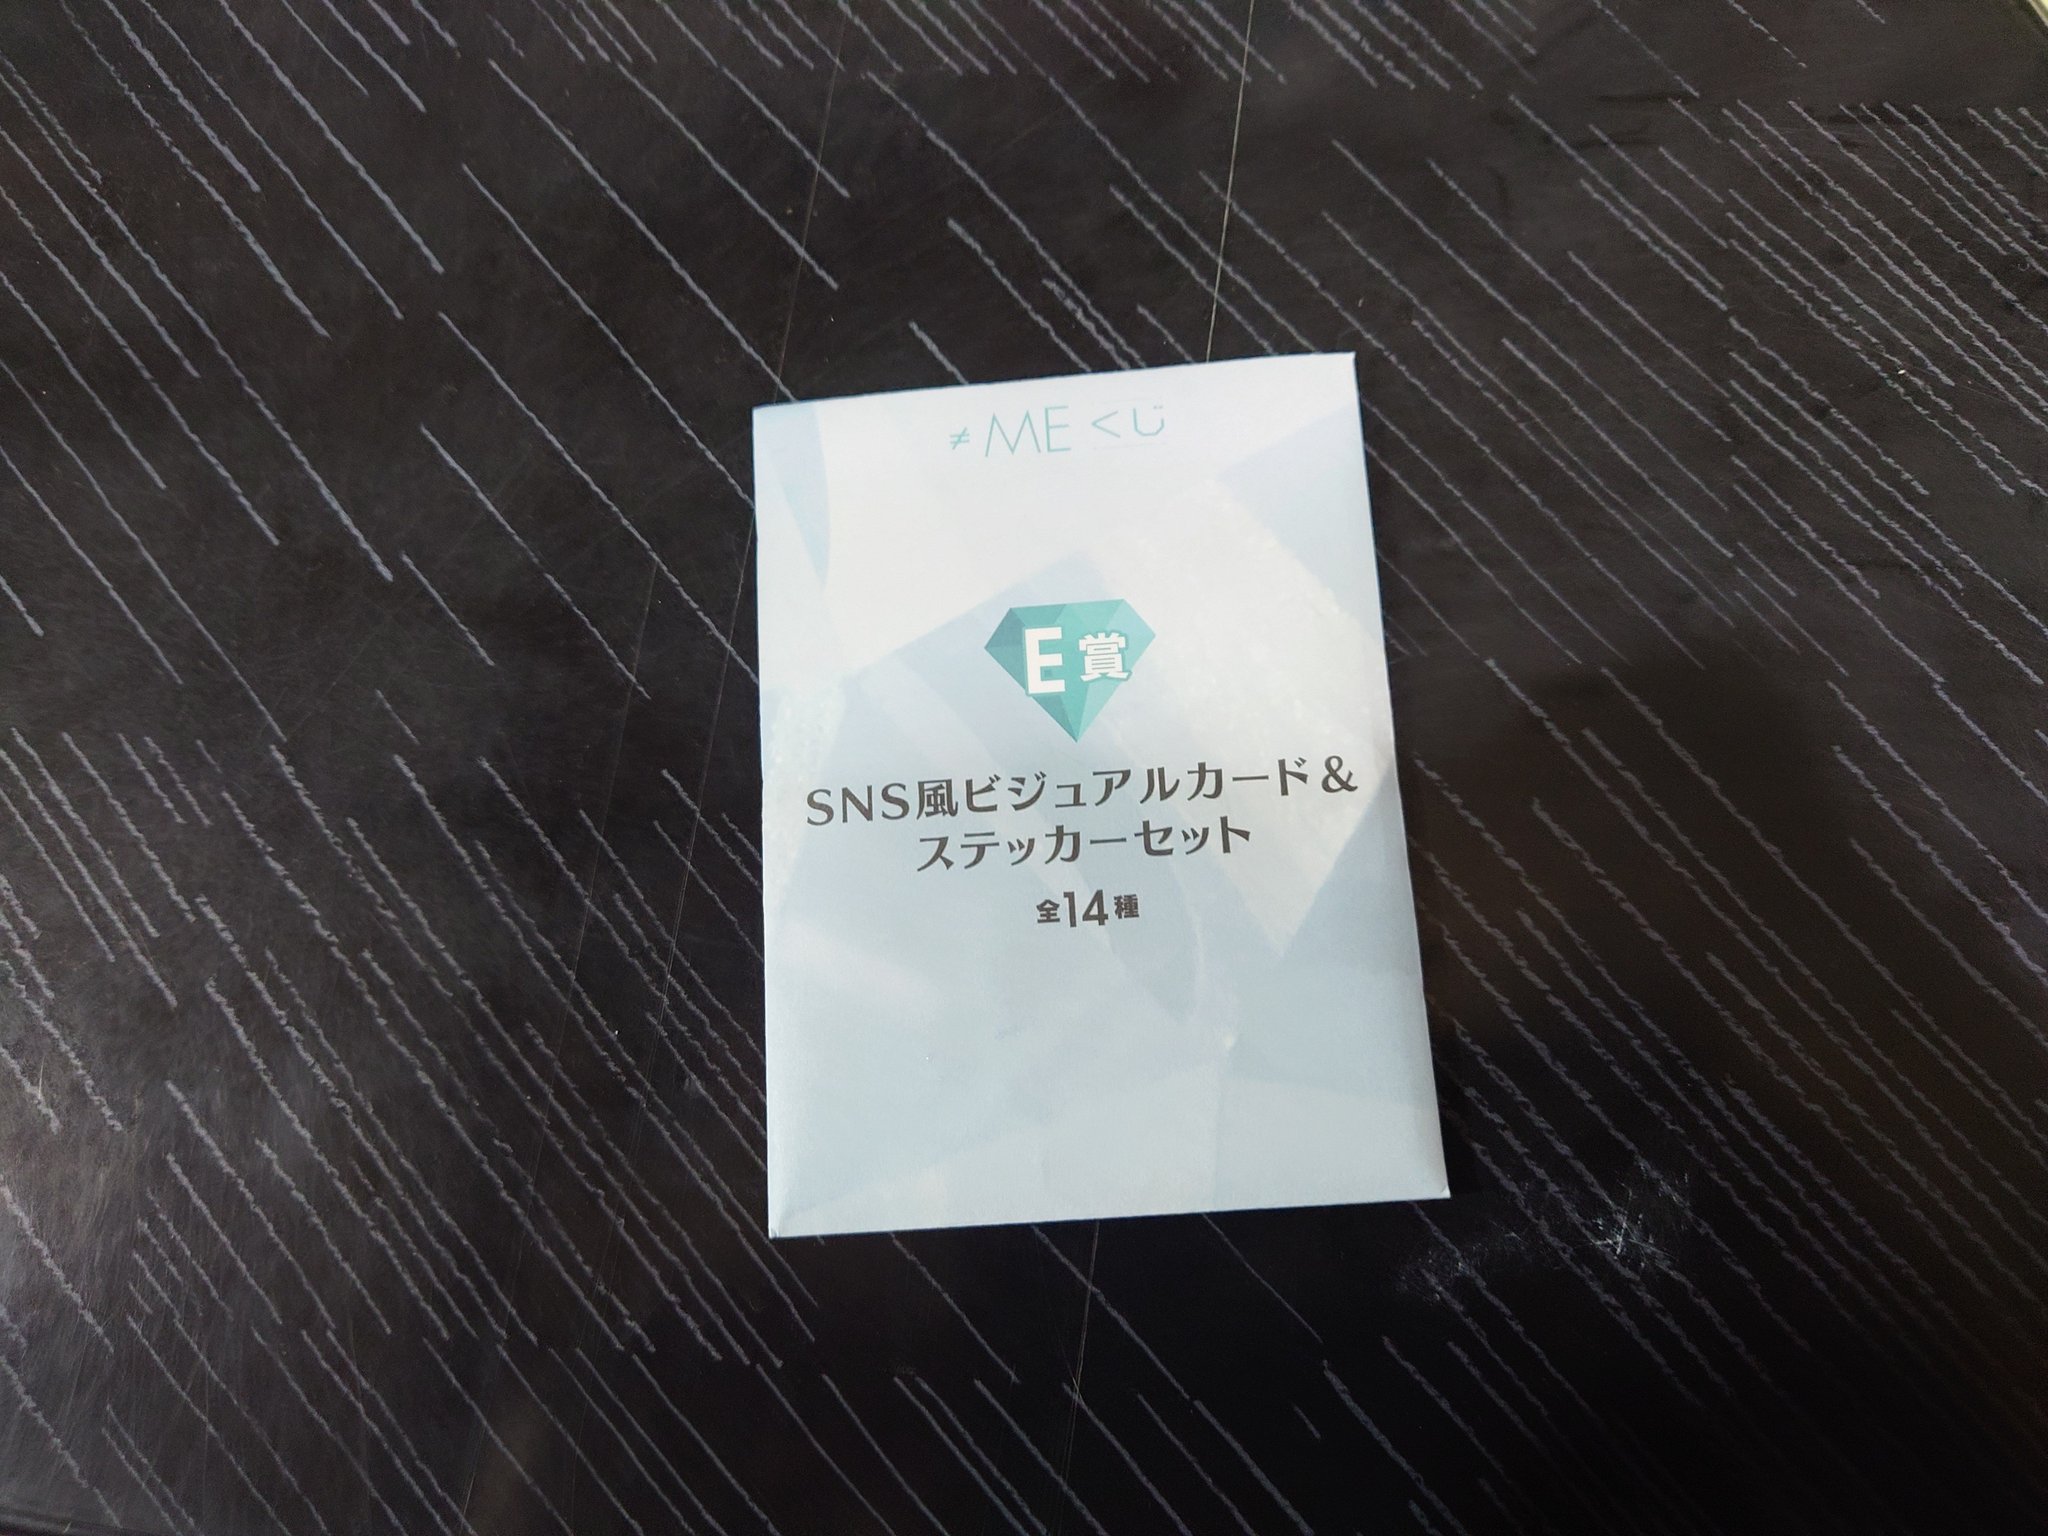 ≠MEくじ
E賞
SNS風ビジュアルカード&
ステッカーセット
全14種